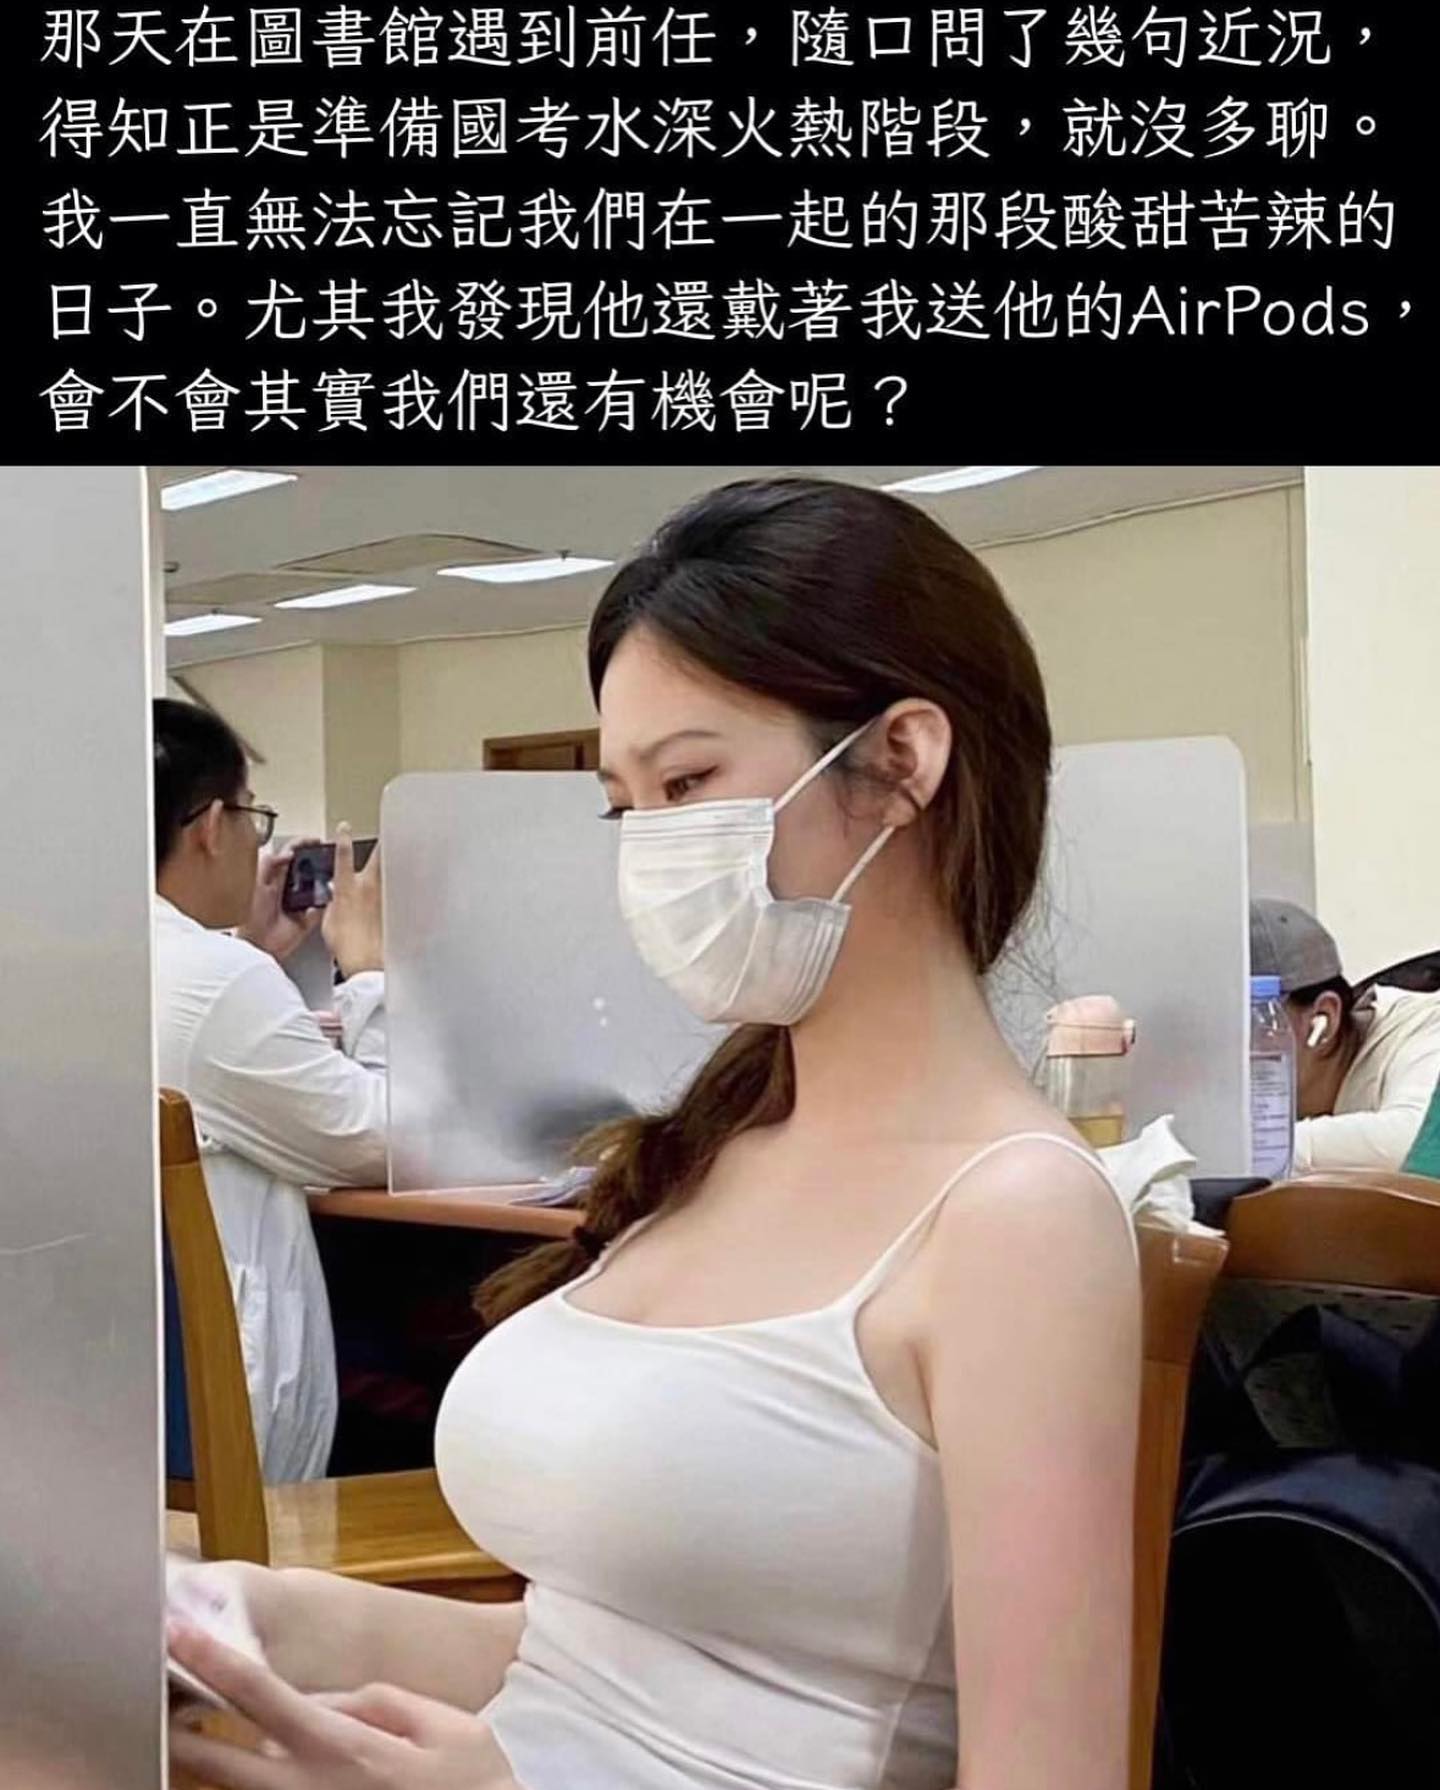 那天在圖書館遇到前任，隨口問了幾句近況，
得知正是準備國考水深火熱階段，就沒多聊。
我一直無法忘記我們在一起的那段酸甜苦辣的
日子。尤其我發現他還戴著我送他的AirPods，
會不會其實我們還有機會呢？